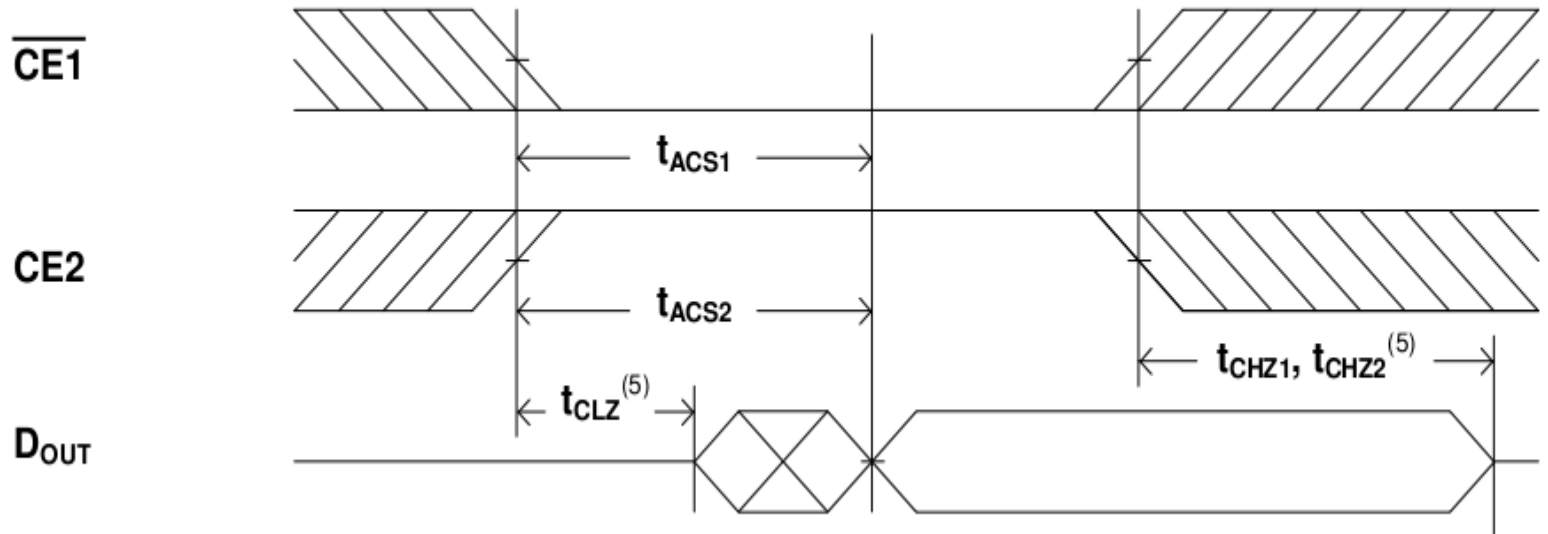 CE1
tACS1
CE2
tACS2
tCHZ1, tCHZ2(5)
tCLZ(5)
DOUT